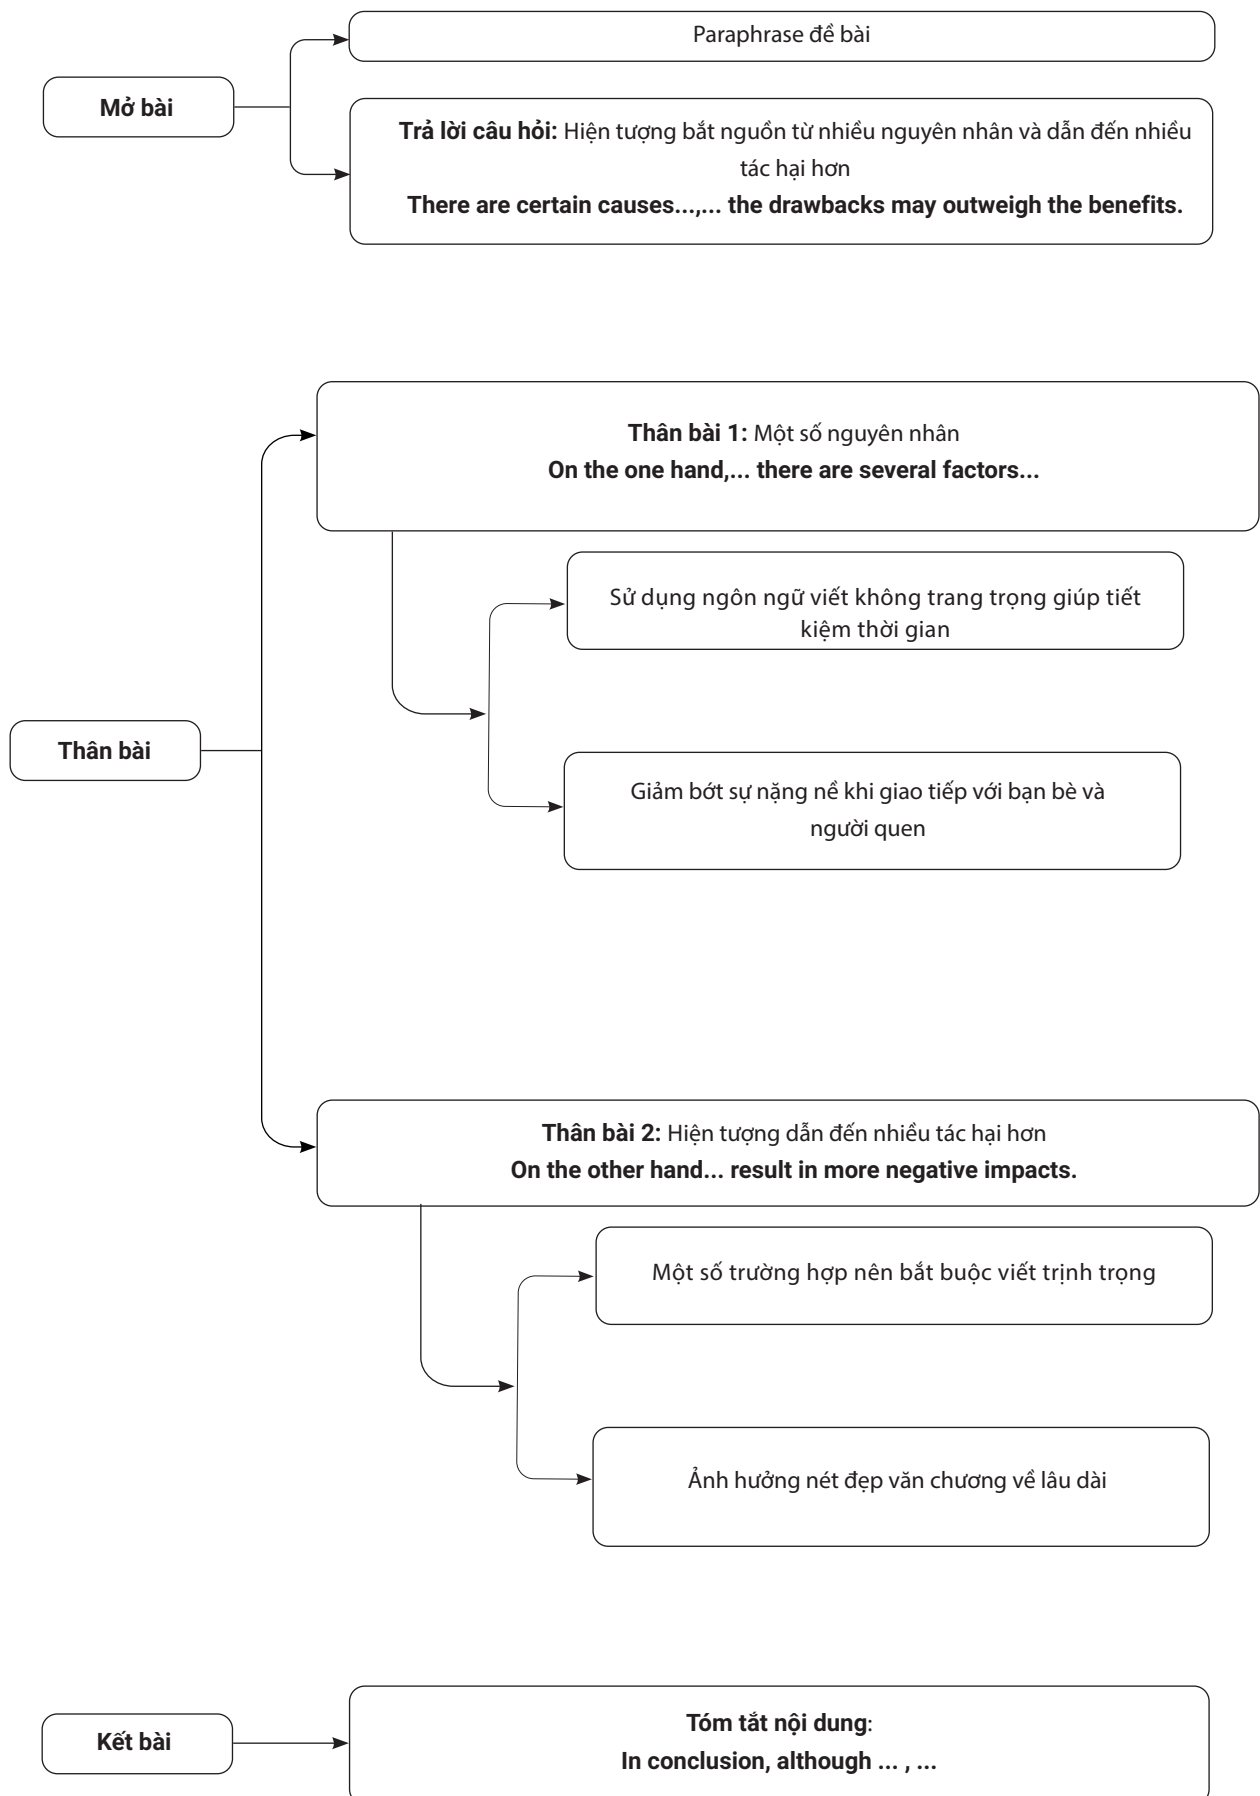 Mở bài
Paraphrase đề bài
Trả lời câu hỏi: Hiện tượng bắt nguồn từ nhiều nguyên nhân và dẫn đến nhiều
tác hại hơn
There are certain causes...,... the drawbacks may outweigh the benefits.
Thân bài
Thân bài 1: Một số nguyên nhân
On the one hand,... there are several factors...
Sử dụng ngôn ngữ viết không trang trọng giúp tiết
kiệm thời gian
Giảm bớt sự nặng nề khi giao tiếp với bạn bè và
người quen
Thân bài 2: Hiện tượng dẫn đến nhiều tác hại hơn
On the other hand... result in more negative impacts.
Một số trường hợp nên bắt buộc viết trịnh trọng
Ảnh hưởng nét đẹp văn chương về lâu dài
Kết bài
Tóm tắt nội dung:
In conclusion, although ... , ...